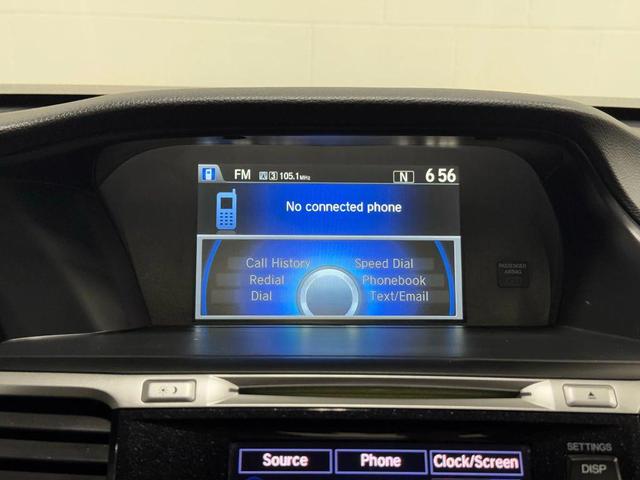 FM 3 105.1MHz N 6 56
No connected phone
Call History Speed Dial
Redial Phonebook
Dial Text/Email
PASSENGER
AIRBAG
SETTINGS
Source Phone Clock/Screen
DISP